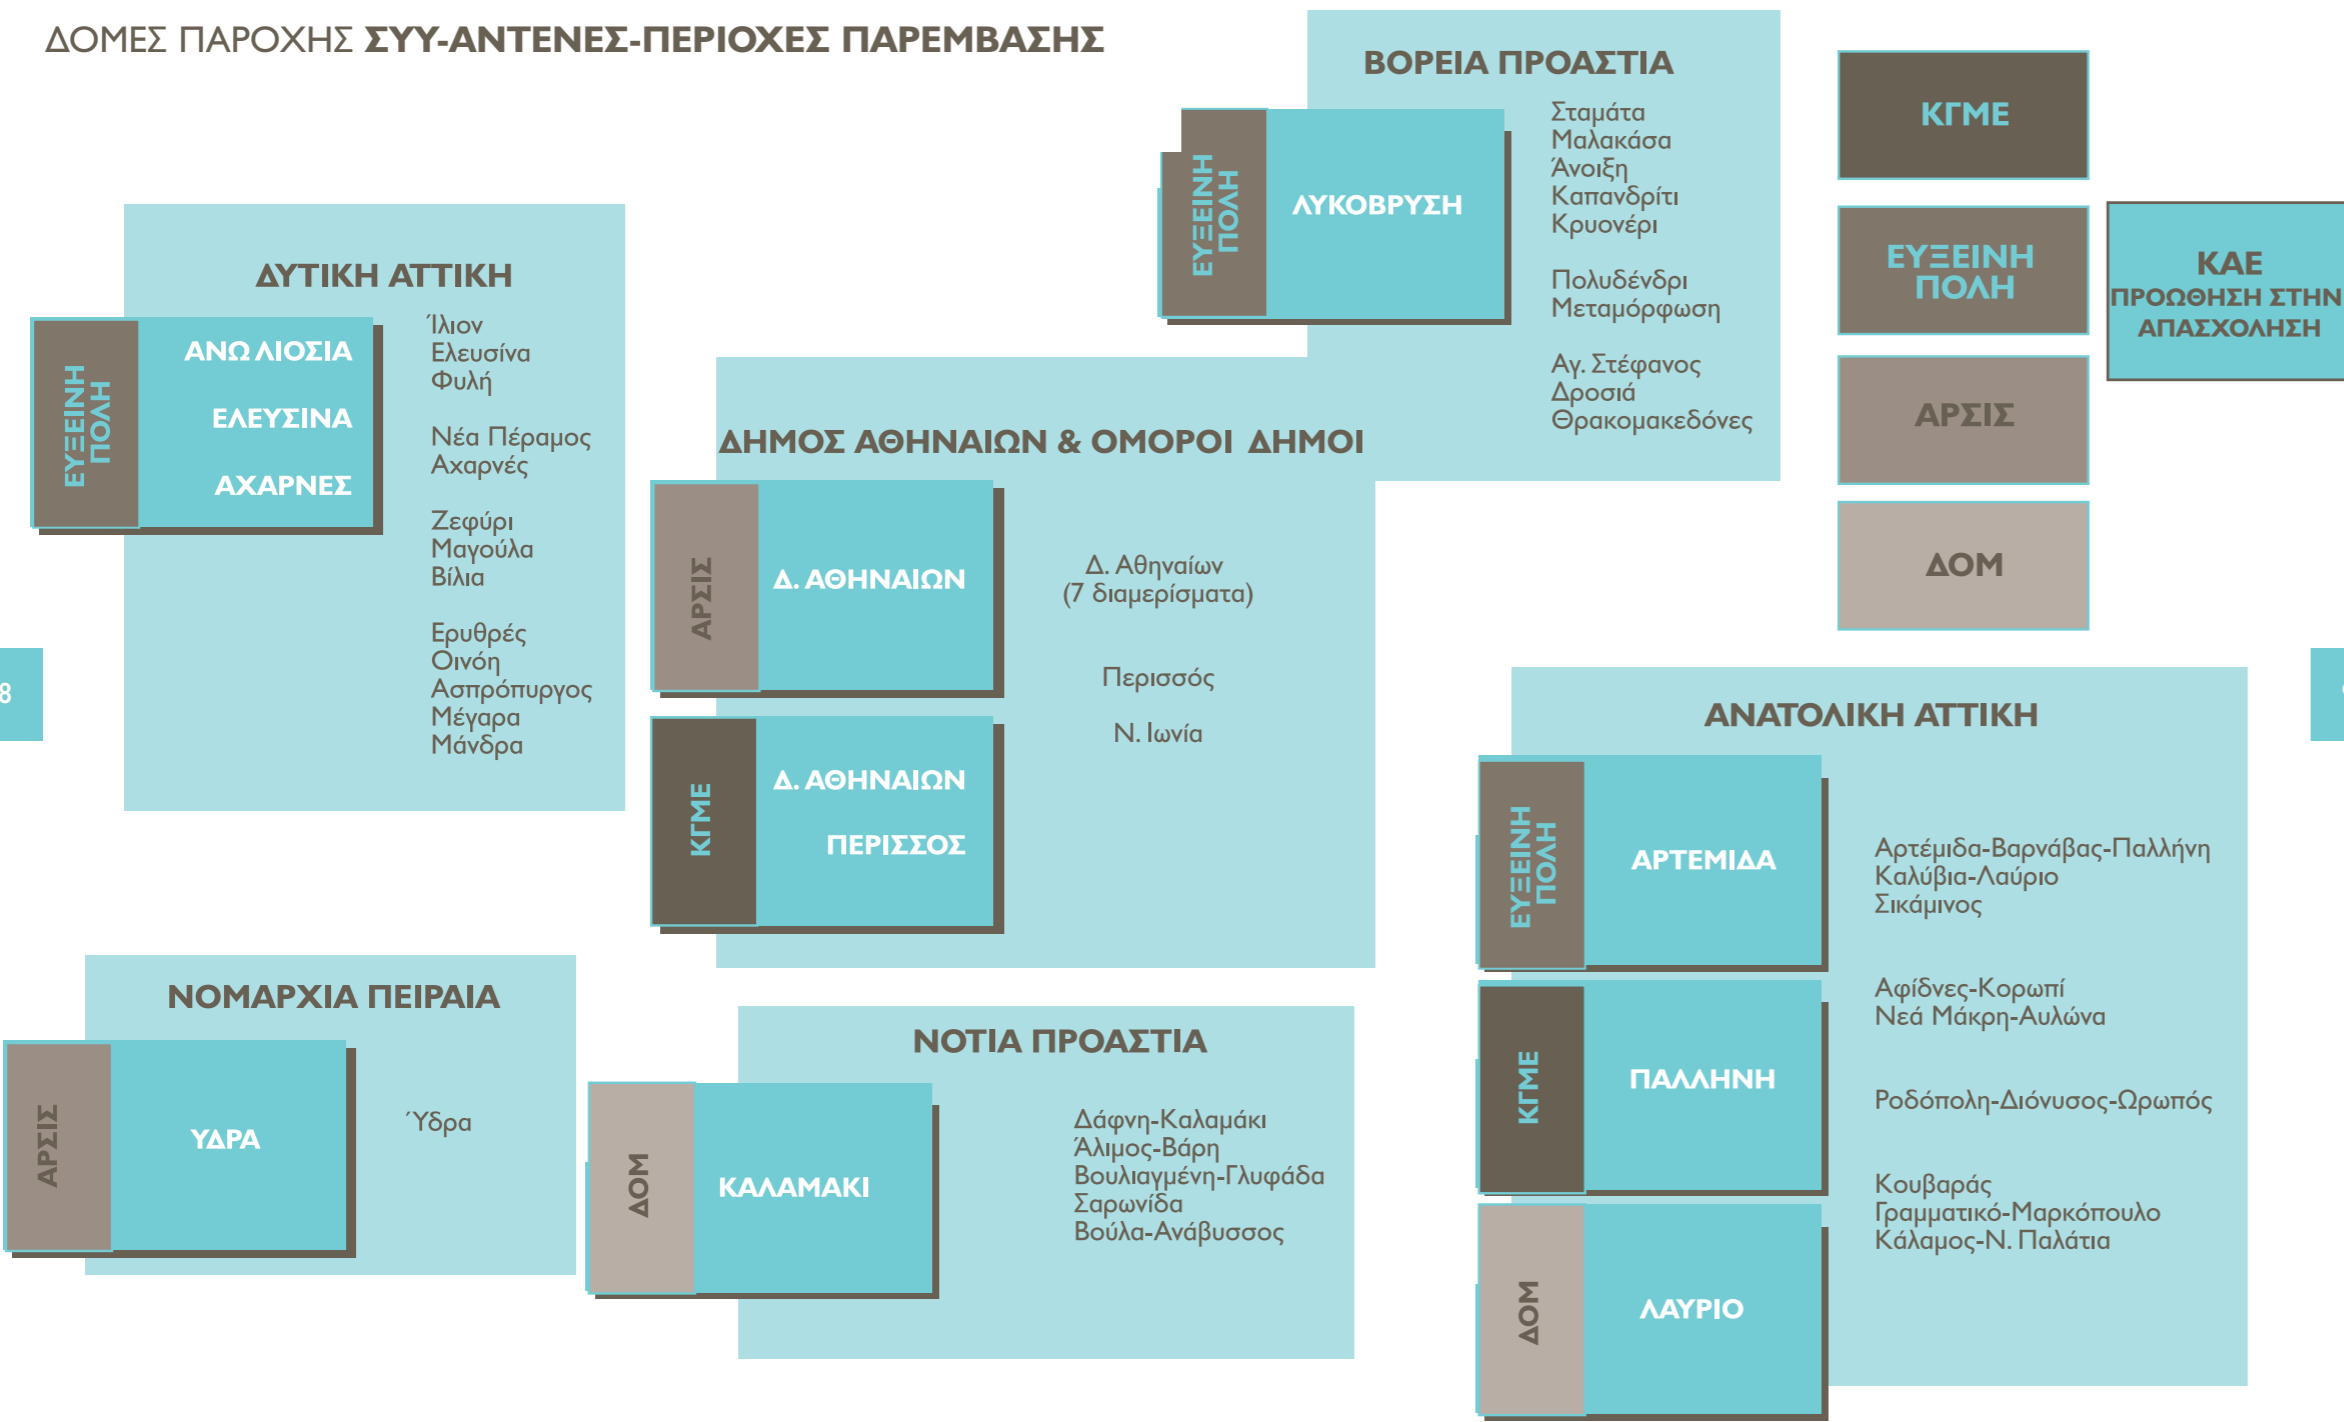 ΔΟΜΕΣ ΠΑΡΟΧΗΣ ΣΥΥ-ΑΝΤΕΝΕΣ-ΠΕΡΙΟΧΕΣ ΠΑΡΕΜΒΑΣΗΣ
ΔΥΤΙΚΗ ΑΤΤΙΚΗ
ΕΥΞΕΙΝΗ
ΠΟΛΗ
ΑΝΩ ΛΙΟΣΙΑ
ΕΛΕΥΣΙΝΑ
ΑΧΑΡΝΕΣ
Ίλιον
Ελευσίνα
Φυλή
Νέα Πέραμος
Αχαρνές
Ζεφύρι
Μαγούλα
Βίλια
Ερυθρές
Οινόη
Ασπρόπυργος
Μέγαρα
Μάνδρα
8
ΒΟΡΕΙΑ ΠΡΟΑΣΤΙΑ
ΕΥΞΕΙΝΗ
ΠΟΛΗ
ΛΥΚΟΒΡΥΣΗ
Σταμάτα
Μαλακάσα
Άνοιξη
Καπανδρίτι
Κρυονέρι
Πολυδένδρι
Μεταμόρφωση
Αγ. Στέφανος
Δροσιά
Θρακομακεδόνες
ΚΓΜΕ
ΕΥΞΕΙΝΗ
ΠΟΛΗ
ΑΡΣΙΣ
ΔΟΜ
ΚΑΕ
ΠΡΟΩΘΗΣΗ ΣΤΗΝ
ΑΠΑΣΧΟΛΗΣΗ
ΔΗΜΟΣ ΑΘΗΝΑΙΩΝ & ΟΜΟΡΟΙ ΔΗΜΟΙ
ΑΡΣΙΣ
Δ. ΑΘΗΝΑΙΩΝ
ΚΓΜΕ
Δ. ΑΘΗΝΑΙΩΝ
ΠΕΡΙΣΣΟΣ
Δ. Αθηναίων
(7 διαμερίσματα)
Περισσός
Ν. Ιωνία
ΝΟΜΑΡΧΙΑ ΠΕΙΡΑΙΑ
ΑΡΣΙΣ
ΥΔΡΑ
Ύδρα
ΝΟΤΙΑ ΠΡΟΑΣΤΙΑ
ΔΟΜ
ΚΑΛΑΜΑΚΙ
Δάφνη-Καλαμάκι
Άλιμος-Βάρη
Βουλιαγμένη-Γλυφάδα
Σαρωνίδα
Βούλα-Ανάβυσσος
ΑΝΑΤΟΛΙΚΗ ΑΤΤΙΚΗ
ΕΥΞΕΙΝΗ
ΠΟΛΗ
ΑΡΤΕΜΙΔΑ
ΚΓΜΕ
ΠΑΛΛΗΝΗ
ΔΟΜ
ΛΑΥΡΙΟ
Αρτέμιδα-Βαρνάβας-Παλλήνη
Καλύβια-Λαύριο
Σικάμινος
Αφίδνες-Κορωπί
Νεά Μάκρη-Αυλώνα
Ροδόπολη-Διόνυσος-Ωρωπός
Κουβαράς
Γραμματικό-Μαρκόπουλο
Κάλαμος-Ν. Παλάτια